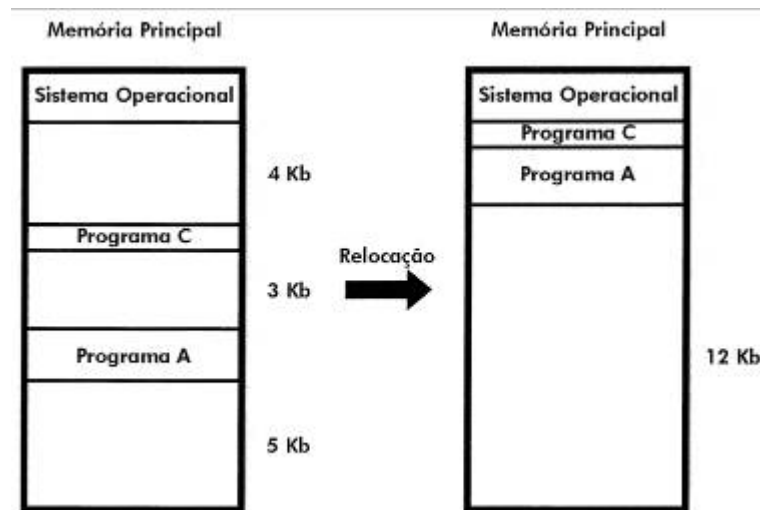 Memória Principal
Sistema Operacional
4 Kb
Programa C
3 Kb
Programa A
5 Kb
Relocação
Memória Principal
Sistema Operacional
Programa C
Programa A
12 Kb